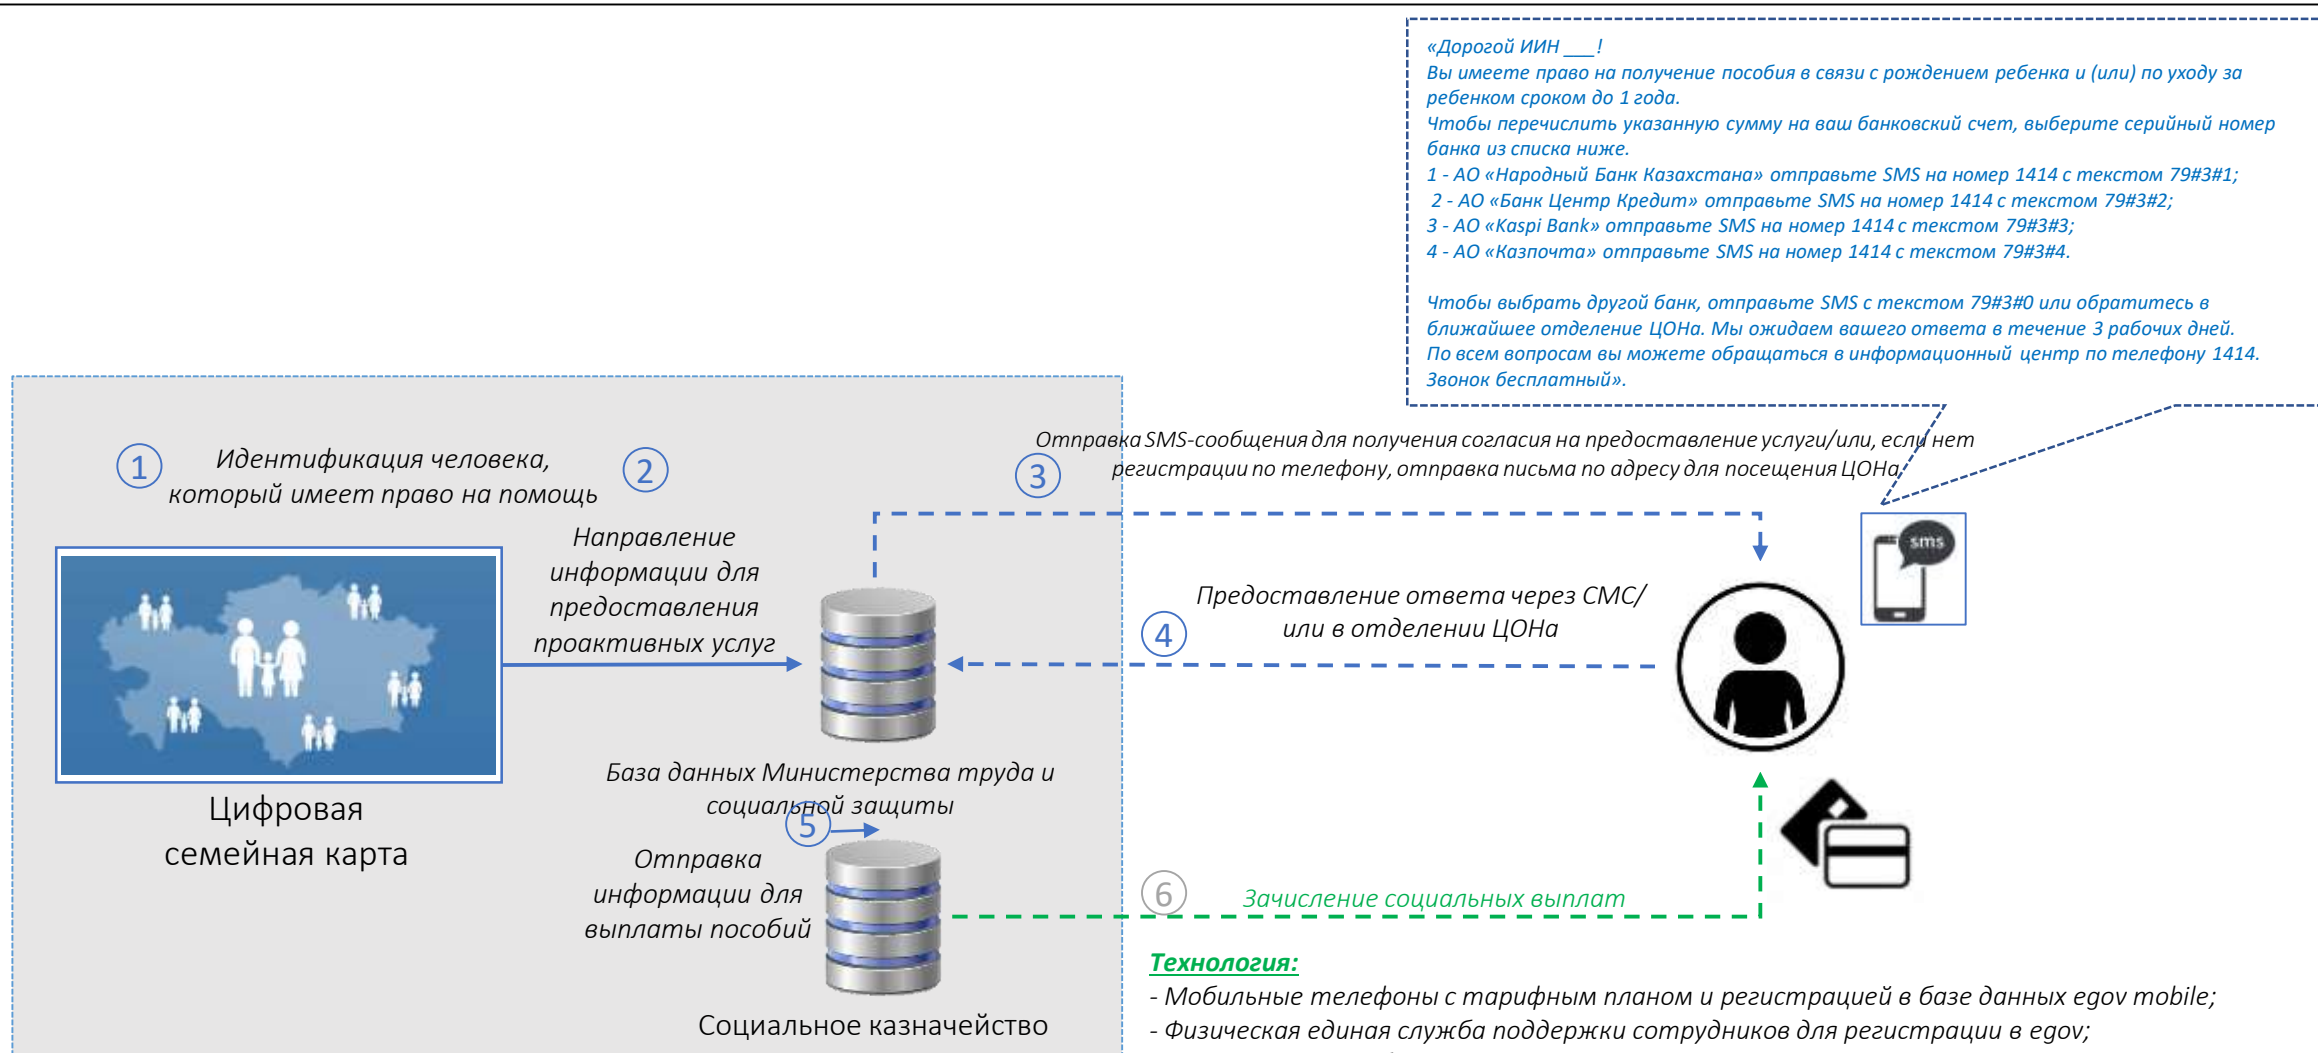 «Дорогой ИИН ___!
Вы имеете право на получение пособия в связи с рождением ребенка и (или) по уходу за
ребенком сроком до 1 года.
Чтобы перечислить указанную сумму на ваш банковский счет, выберите серийный номер
банка из списка ниже.
1 - АО «Народный Банк Казахстана» отправьте SMS на номер 1414 с текстом 79#3#1;
2 - АО «Банк Центр Кредит» отправьте SMS на номер 1414 с текстом 79#3#2;
3 - АО «Kaspi Bank» отправьте SMS на номер 1414 с текстом 79#3#3;
4 - АО «Казпочта» отправьте SMS на номер 1414 с текстом 79#3#4.
Чтобы выбрать другой банк, отправьте SMS с текстом 79#3#0 или обратитесь в
ближайшее отделение ЦОНа. Мы ожидаем вашего ответа в течение 3 рабочих дней.
По всем вопросам вы можете обращаться в информационный центр по телефону 1414.
Звонок бесплатный».
1
Идентификация человека,
который имеет право на помощь
2
Направление
информации для
предоставления
проактивных услуг
3
Отправка SMS-сообщения для получения согласия на предоставление услуги/или, если нет
регистрации по телефону, отправка письма по адресу для посещения ЦОНа
sms
4
Предоставление ответа через СМС/
или в отделении ЦОНа
Цифровая
семейная карта
База данных Министерства труда и
социальной защиты
5
Отправка
информации для
выплаты пособий
Социальное казначейство
6
Зачисление социальных выплат
Технология:
- Мобильные телефоны с тарифным планом и регистрацией в базе данных egov mobile;
- Физическая единая служба поддержки сотрудников для регистрации в egov;